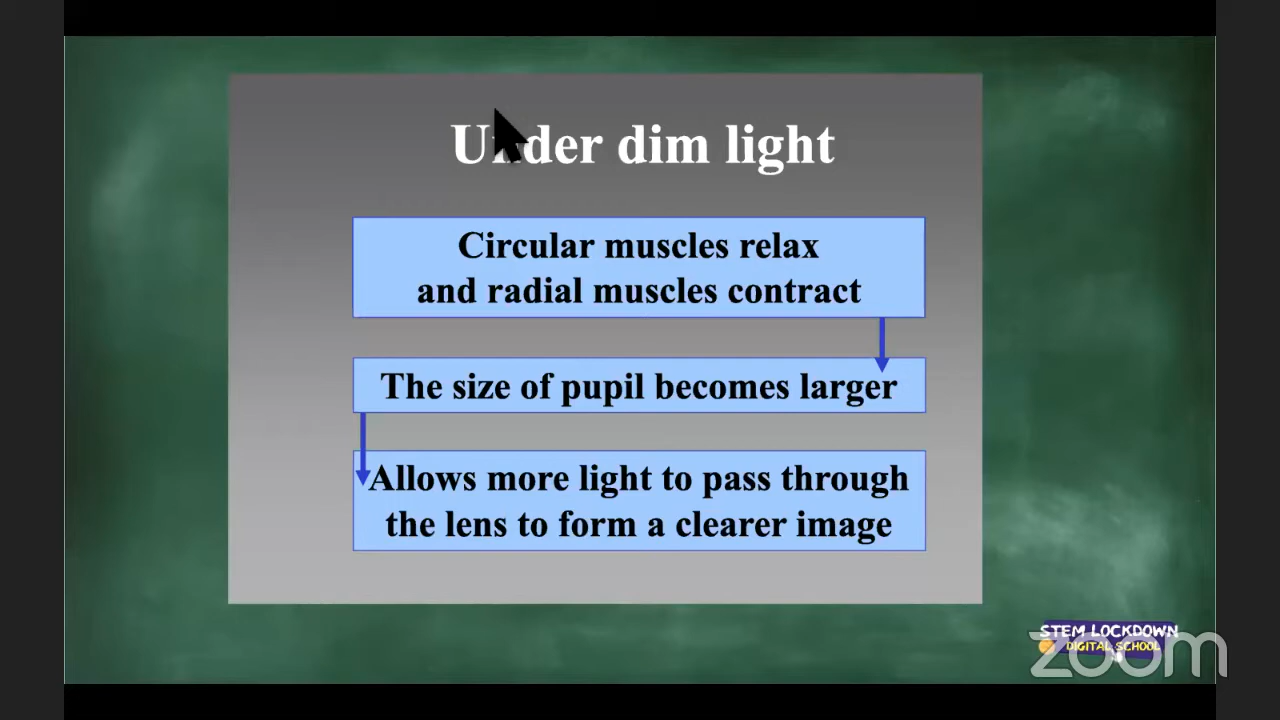 Under dim light
Circular muscles relax
and radial muscles contract
The size of pupil becomes larger
Allows more light to pass through
the lens to form a clearer image
STEM LOCKDOWN
DIGITAL SCHOOL
zoom